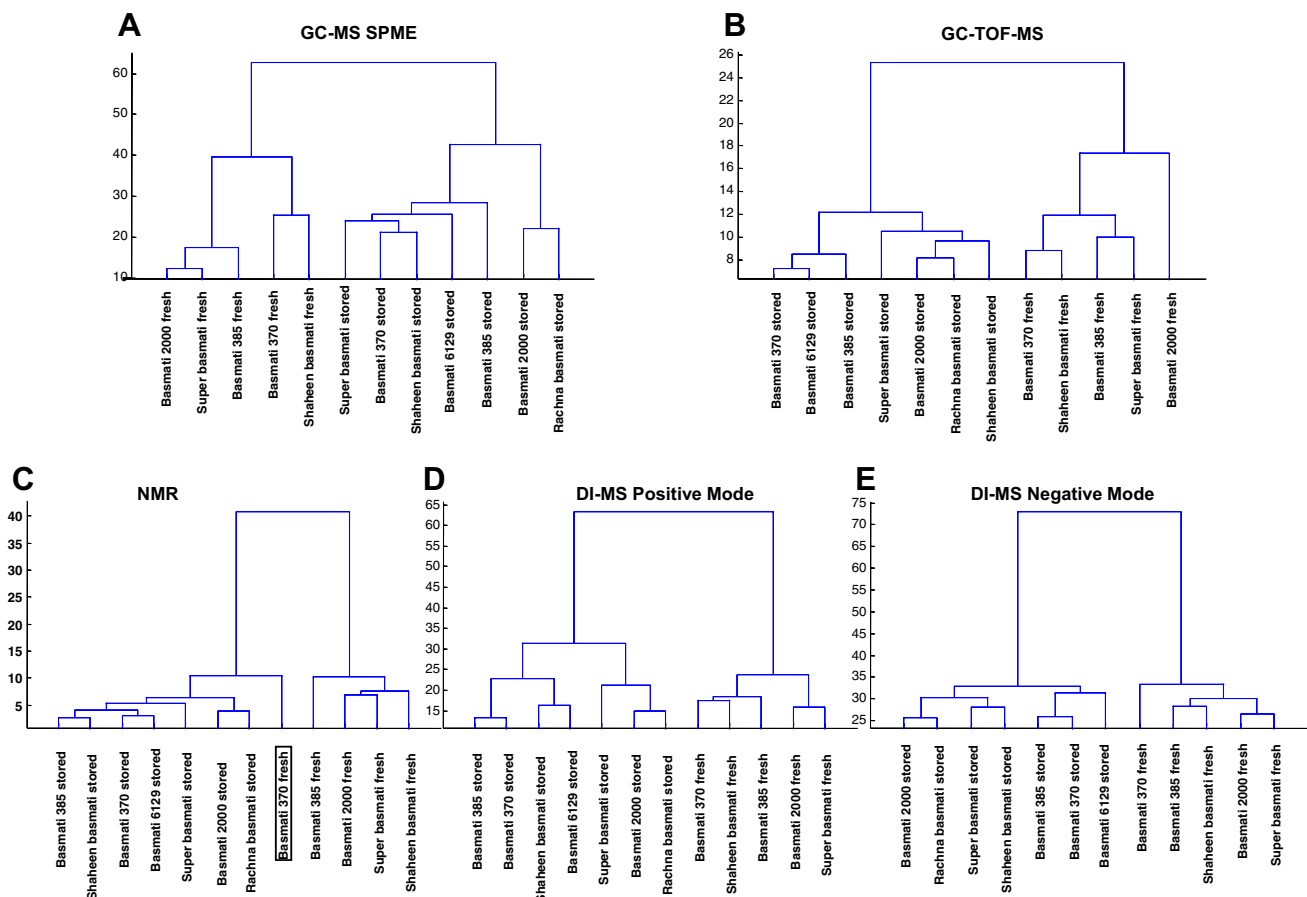 A
GC-MS SPME
60
50
40
30
20
10
Basmati 2000 fresh
Super basmati fresh
Basmati 385 fresh
Basmati 370 fresh
Shaheen basmati fresh
Super basmati stored
Basmati 370 stored
Shaheen basmati stored
Basmati 6129 stored
Basmati 385 stored
Basmati 2000 stored
Rachna basmati stored
B
GC-TOF-MS
26
24
22
20
18
16
14
12
10
8
Basmati 370 stored
Basmati 6129 stored
Basmati 385 stored
Super basmati stored
Basmati 2000 stored
Rachna basmati stored
Shaheen basmati stored
Basmati 370 fresh
Shaheen basmati fresh
Basmati 385 fresh
Super basmati fresh
Basmati 2000 fresh
C
NMR
40
35
30
25
20
15
10
5
Basmati 385 stored
Shaheen basmati stored
Basmati 370 stored
Basmati 6129 stored
Super basmati stored
Basmati 2000 stored
Rachna basmati stored
Basmati 370 fresh
Basmati 385 fresh
Basmati 2000 fresh
Super basmati fresh
Shaheen basmati fresh
D
DI-MS Positive Mode
65
60
55
50
45
40
35
30
25
20
15
Basmati 385 stored
Basmati 370 stored
Shaheen basmati stored
Basmati 6129 stored
Super basmati stored
Basmati 2000 stored
Rachna basmati stored
Basmati 370 fresh
Shaheen basmati fresh
Basmati 385 fresh
Basmati 2000 fresh
Super basmati fresh
E
DI-MS Negative Mode
75
70
65
60
55
50
45
40
35
30
25
Basmati 2000 stored
Rachna basmati stored
Super basmati stored
Shaheen basmati stored
Basmati 385 stored
Basmati 370 stored
Basmati 6129 stored
Basmati 370 fresh
Basmati 385 fresh
Shaheen basmati fresh
Basmati 2000 fresh
Super basmati fresh